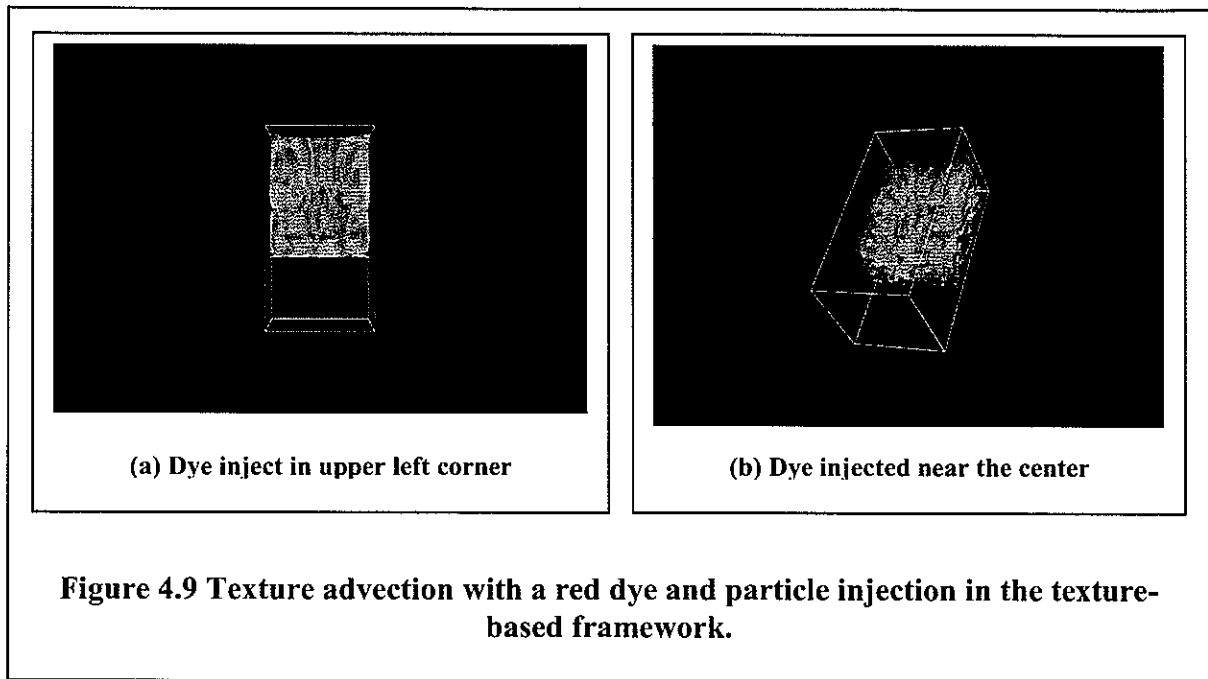 (a) Dye inject in upper left corner
(b) Dye injected near the center
Figure 4.9 Texture advection with a red dye and particle injection in the texture-
based framework.